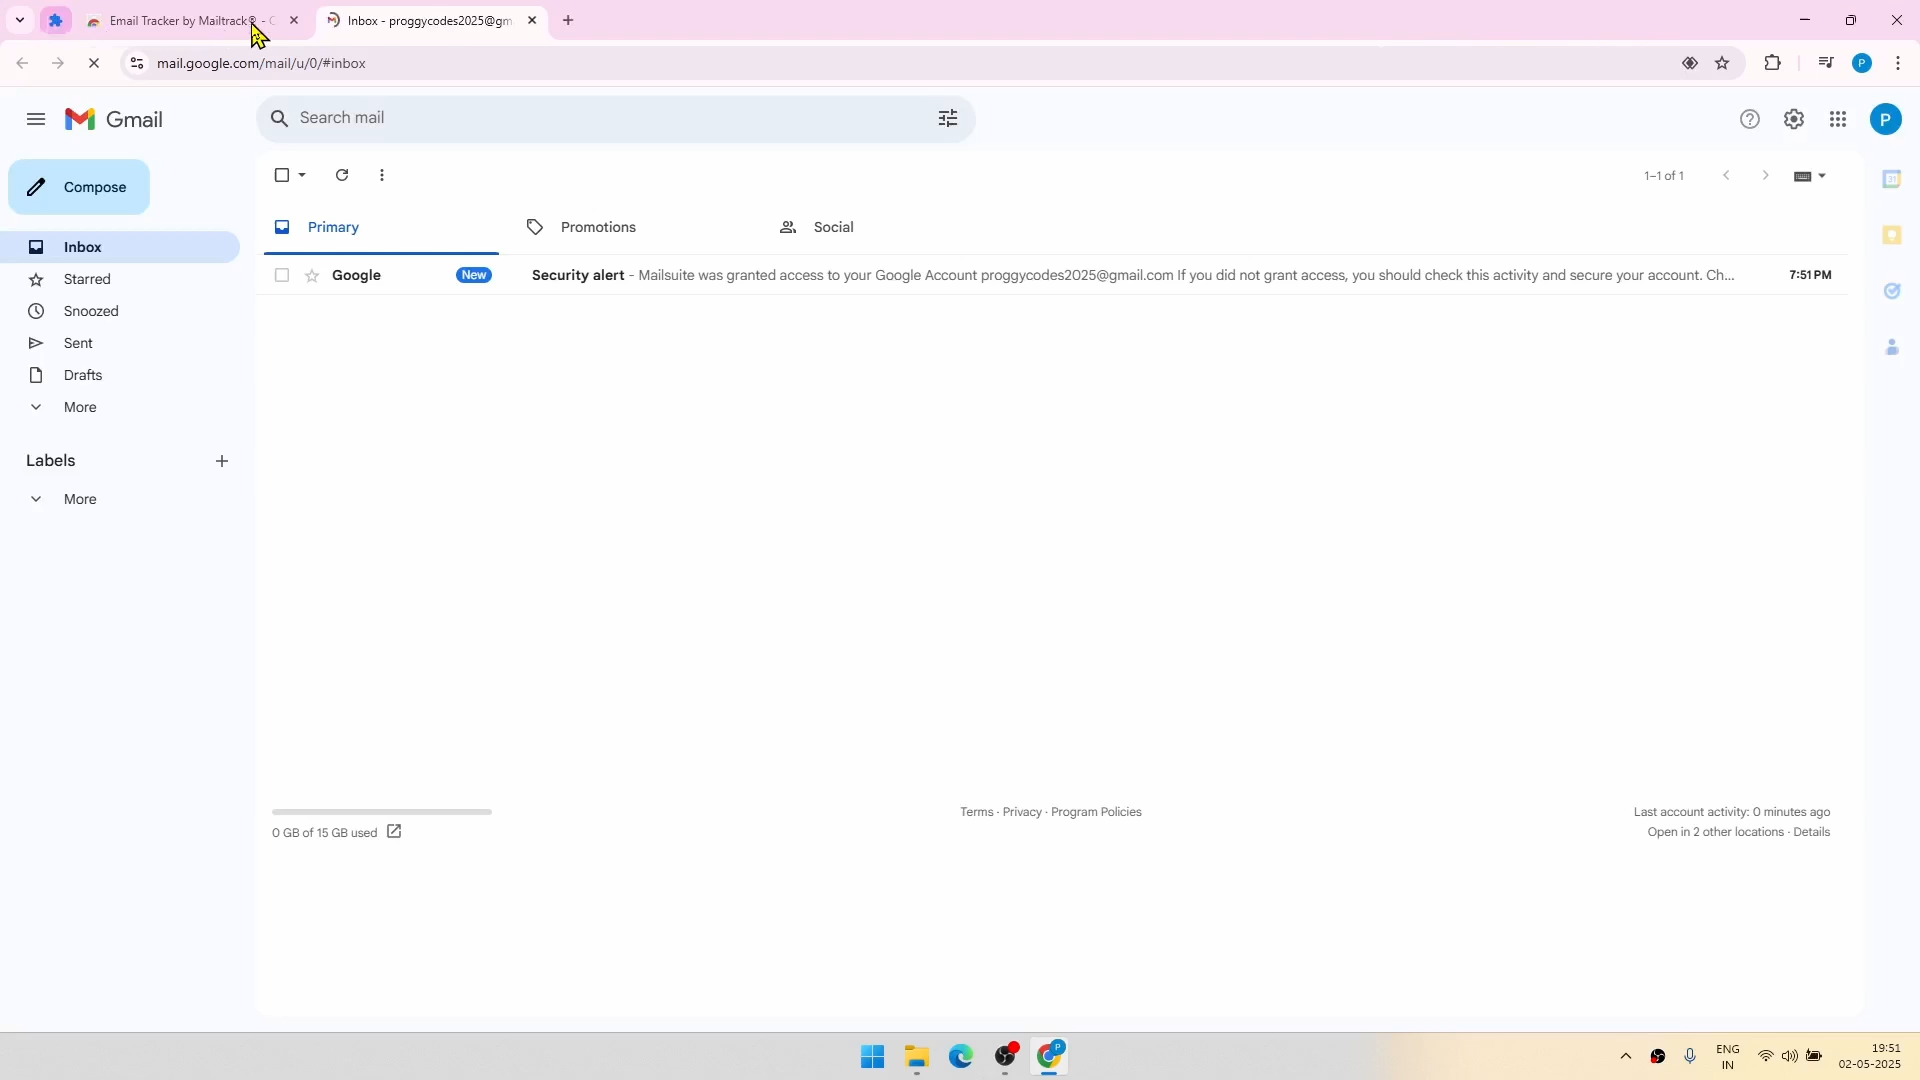 Email Tracker by Mailtrack® - C
Inbox - proggycodes2025@gm
mail.google.com/mail/u/0/#inbox
P
Gmail
Search mail
P
Compose
1–1 of 1
Inbox
Primary
Promotions
Social
Google
New
Security alert - Mailsuite was granted access to your Google Account proggycodes2025@gmail.com If you did not grant access, you should check this activity and secure your account. Ch...
7:51 PM
Starred
Snoozed
Sent
Drafts
More
Labels
More
0 GB of 15 GB used
Terms · Privacy · Program Policies
Last account activity: 0 minutes ago
Open in 2 other locations · Details
P
ENG
IN
19:51
02-05-2025